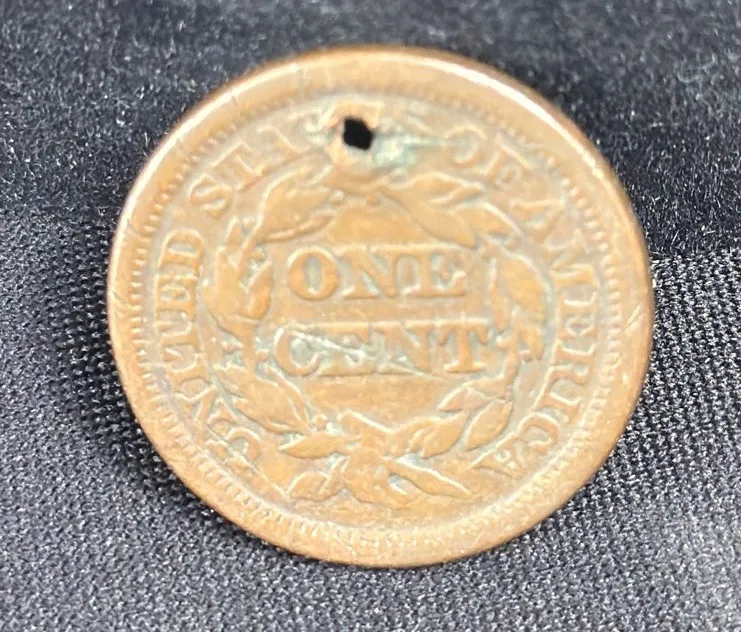 UNITED STATES OF AMERICA
ONE
CENT